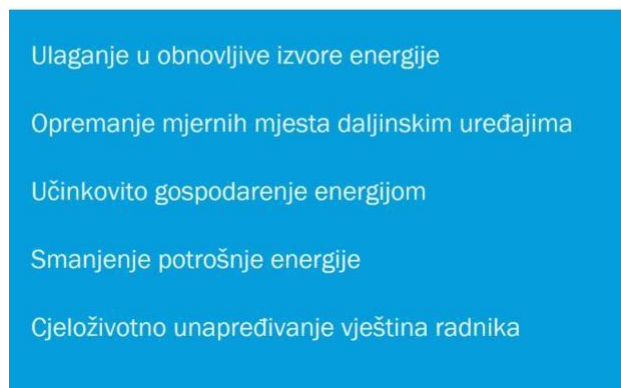 Ulaganje u obnovljive izvore energije
Opremanje mjernih mjesta daljinskim uređajima
Učinkovito gospodarenje energijom
Smanjenje potrošnje energije
Cjeloživotno unapređivanje vještina radnika